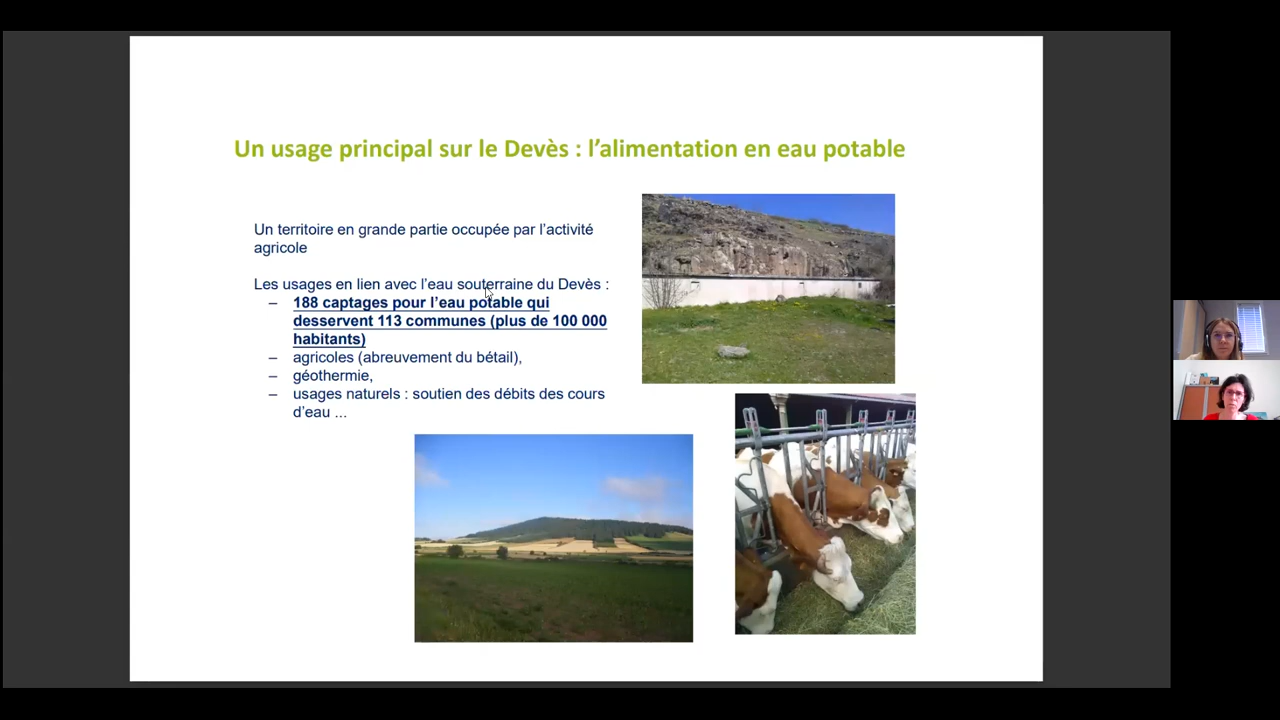 Un usage principal sur le Devès : l’alimentation en eau potable
Un territoire en grande partie occupée par l’activité
agricole
Les usages en lien avec l’eau souterraine du Devès :
– 188 captages pour l’eau potable qui
desservent 113 communes (plus de 100 000
habitants)
– agricoles (abreuvement du bétail),
– géothermie,
– usages naturels : soutien des débits des cours
d’eau ...